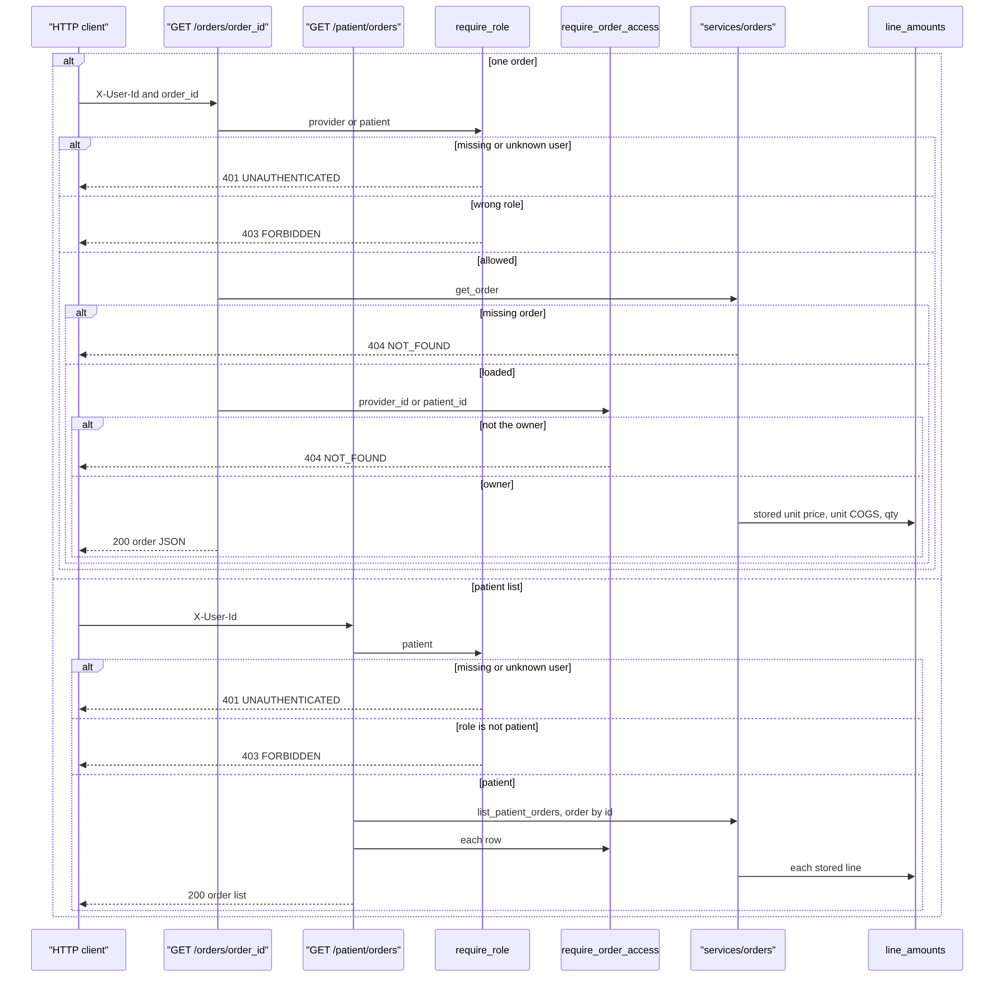 "HTTP client"
"GET /orders/order_id"
"GET /patient/orders"
require_role
require_order_access
"services/orders"
line_amounts
alt
[one order]
X-User-Id and order_id
provider or patient
alt
[missing or unknown user]
401 UNAUTHENTICATED
[wrong role]
403 FORBIDDEN
[allowed]
get_order
alt
[missing order]
404 NOT_FOUND
[loaded]
provider_id or patient_id
alt
[not the owner]
404 NOT_FOUND
[owner]
stored unit price, unit COGS, qty
200 order JSON
[patient list]
X-User-Id
patient
alt
[missing or unknown user]
401 UNAUTHENTICATED
[role is not patient]
403 FORBIDDEN
[patient]
list_patient_orders, order by id
each row
each stored line
200 order list
"HTTP client"
"GET /orders/order_id"
"GET /patient/orders"
require_role
require_order_access
"services/orders"
line_amounts